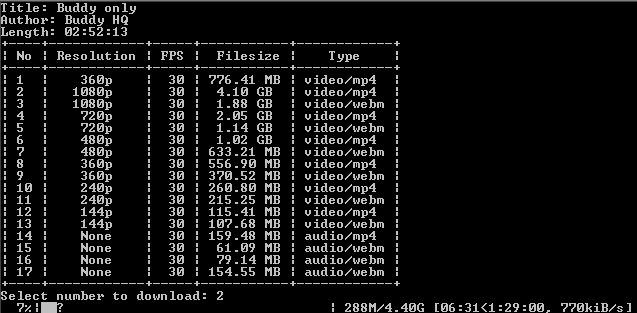 Title: Buddy only
Author: Buddy HQ
Length: 02:52:13
+----+------------+-----+-----------+------------+
¦ No ¦ Resolution ¦ FPS ¦  Filesize ¦    Type    ¦
+----+------------+-----+-----------+------------+
¦ 1  ¦    360p    ¦  30 ¦ 776.41 MB ¦ video/mp4  ¦
¦ 2  ¦   1080p    ¦  30 ¦  4.10 GB  ¦ video/mp4  ¦
¦ 3  ¦   1080p    ¦  30 ¦  1.88 GB  ¦ video/webm ¦
¦ 4  ¦    720p    ¦  30 ¦  2.05 GB  ¦ video/mp4  ¦
¦ 5  ¦    720p    ¦  30 ¦  1.14 GB  ¦ video/webm ¦
¦ 6  ¦    480p    ¦  30 ¦  1.02 GB  ¦ video/mp4  ¦
¦ 7  ¦    480p    ¦  30 ¦ 633.21 MB ¦ video/webm ¦
¦ 8  ¦    360p    ¦  30 ¦ 556.90 MB ¦ video/mp4  ¦
¦ 9  ¦    360p    ¦  30 ¦ 370.52 MB ¦ video/webm ¦
¦ 10 ¦    240p    ¦  30 ¦ 260.80 MB ¦ video/mp4  ¦
¦ 11 ¦    240p    ¦  30 ¦ 215.25 MB ¦ video/webm ¦
¦ 12 ¦    144p    ¦  30 ¦ 115.41 MB ¦ video/mp4  ¦
¦ 13 ¦    144p    ¦  30 ¦ 107.68 MB ¦ video/webm ¦
¦ 14 ¦    None    ¦  30 ¦ 159.48 MB ¦ audio/mp4  ¦
¦ 15 ¦    None    ¦  30 ¦  61.09 MB ¦ audio/webm ¦
¦ 16 ¦    None    ¦  30 ¦  79.14 MB ¦ audio/webm ¦
¦ 17 ¦    None    ¦  30 ¦ 154.55 MB ¦ audio/webm ¦
+----+------------+-----+-----------+------------+
Select number to download: 2
  7%¦██? ¦ 288M/4.40G [06:31<1:29:00, 770kiB/s]